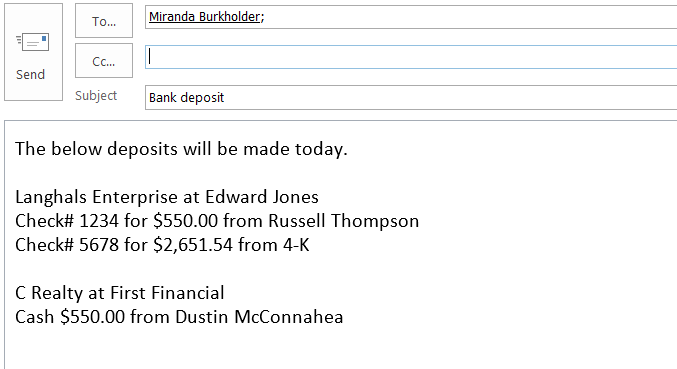 To...
Miranda Burkholder;
Send
Cc...
Subject
Bank deposit
The below deposits will be made today.
Langhals Enterprise at Edward Jones
Check# 1234 for $550.00 from Russell Thompson
Check# 5678 for $2,651.54 from 4-K
C Realty at First Financial
Cash $550.00 from Dustin McConnahea